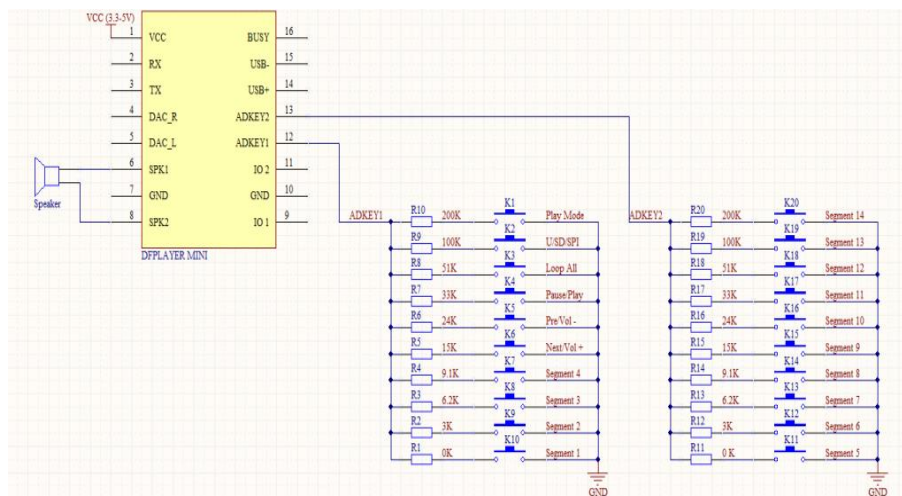 VCC (3.3-5V)
1 VCC BUSY 16
2 RX USB- 15
3 TX USB+ 14
4 DAC_R ADKEY2 13
5 DAC_L ADKEY1 12
6 SPK1 IO 2 11
7 GND GND 10
8 SPK2 IO 1 9
Speaker
DFPLAYER MINI
ADKEY1
R10 200K K1 Play Mode
R9 100K K2 U/SD/SPI
R8 51K K3 Loop All
R7 33K K4 Pause/Play
R6 24K K5 Pre/Vol -
R5 15K K6 Next/Vol +
R4 9.1K K7 Segment 4
R3 6.2K K8 Segment 3
R2 3K K9 Segment 2
R1 0K K10 Segment 1
GND
ADKEY2
R20 200K K20 Segment 14
R19 100K K19 Segment 13
R18 51K K18 Segment 12
R17 33K K17 Segment 11
R16 24K K16 Segment 10
R15 15K K15 Segment 9
R14 9.1K K14 Segment 8
R13 6.2K K13 Segment 7
R12 3K K12 Segment 6
R11 0 K K11 Segment 5
GND